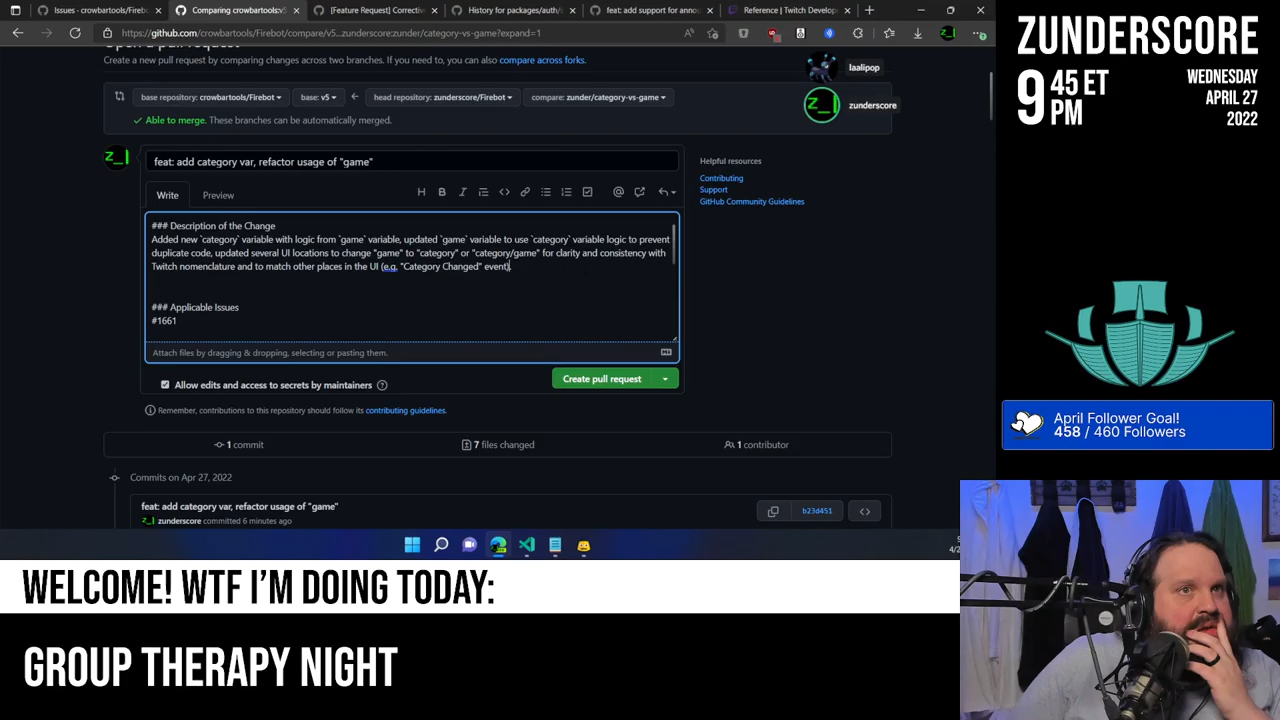 Issues - crowbartools/Firebot
Comparing crowbartools:v5
[Feature Request] Corrective
History for packages/auth/s
feat: add support for anno
Reference | Twitch Develop
https://github.com/crowbartools/Firebot/compare/v5...zunderscore:zunder/category-vs-game?expand=1
Create a new pull request by comparing changes across two branches. If you need to, you can also compare across forks.
laalipop
zunderscore
base repository: crowbartools/Firebot
base: v5
head repository: zunderscore/Firebot
compare: zunder/category-vs-game
Able to merge. These branches can be automatically merged.
z_l
feat: add category var, refactor usage of "game"
Write
Preview
### Description of the Change
Added new `category` variable with logic from `game` variable, updated `game` variable to use `category` variable logic to prevent
duplicate code, updated several UI locations to change "game" to "category" or "category/game" for clarity and consistency with
Twitch nomenclature and to match other places in the UI (e.g. "Category Changed" event).
### Applicable Issues
#1661
Attach files by dragging & dropping, selecting or pasting them.
Allow edits and access to secrets by maintainers
Create pull request
Remember, contributions to this repository should follow its contributing guidelines.
Helpful resources
Contributing
Support
GitHub Community Guidelines
1 commit
7 files changed
1 contributor
Commits on Apr 27, 2022
feat: add category var, refactor usage of "game"
zunderscore committed 6 minutes ago
b23d451
ZUNDERSCORE
9 45 ET PM
WEDNESDAY
APRIL 27
2022
April Follower Goal!
458 / 460 Followers
WELCOME! WTF I'M DOING TODAY:
GROUP THERAPY NIGHT